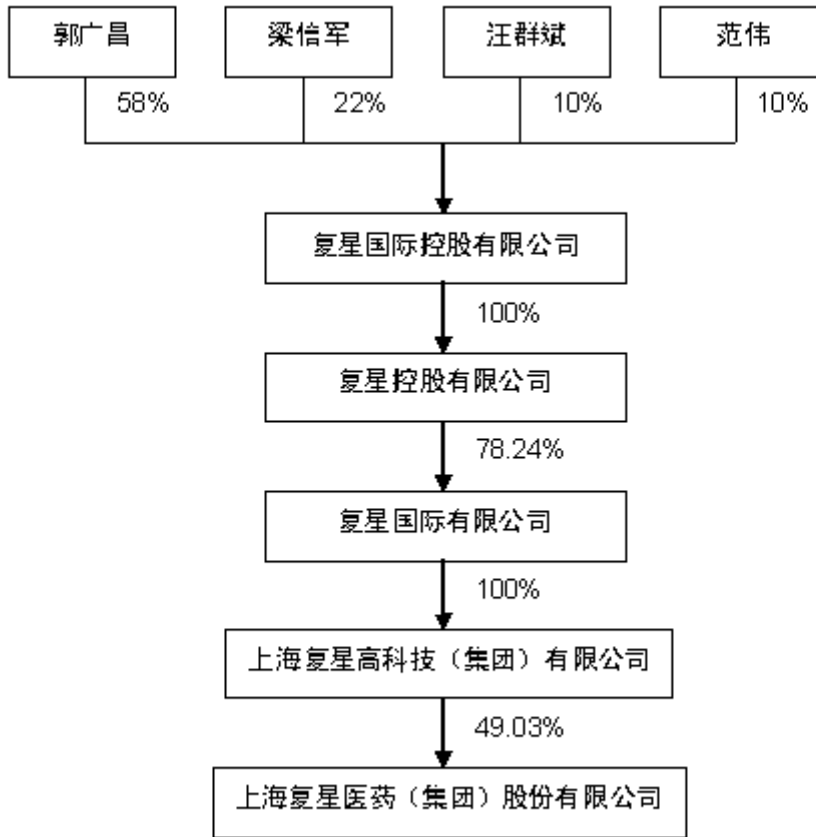 郭广昌
梁信军
汪群斌
范伟
58%
22%
10%
10%
复星国际控股有限公司
100%
复星控股有限公司
78.24%
复星国际有限公司
100%
上海复星高科技（集团）有限公司
49.03%
上海复星医药（集团）股份有限公司